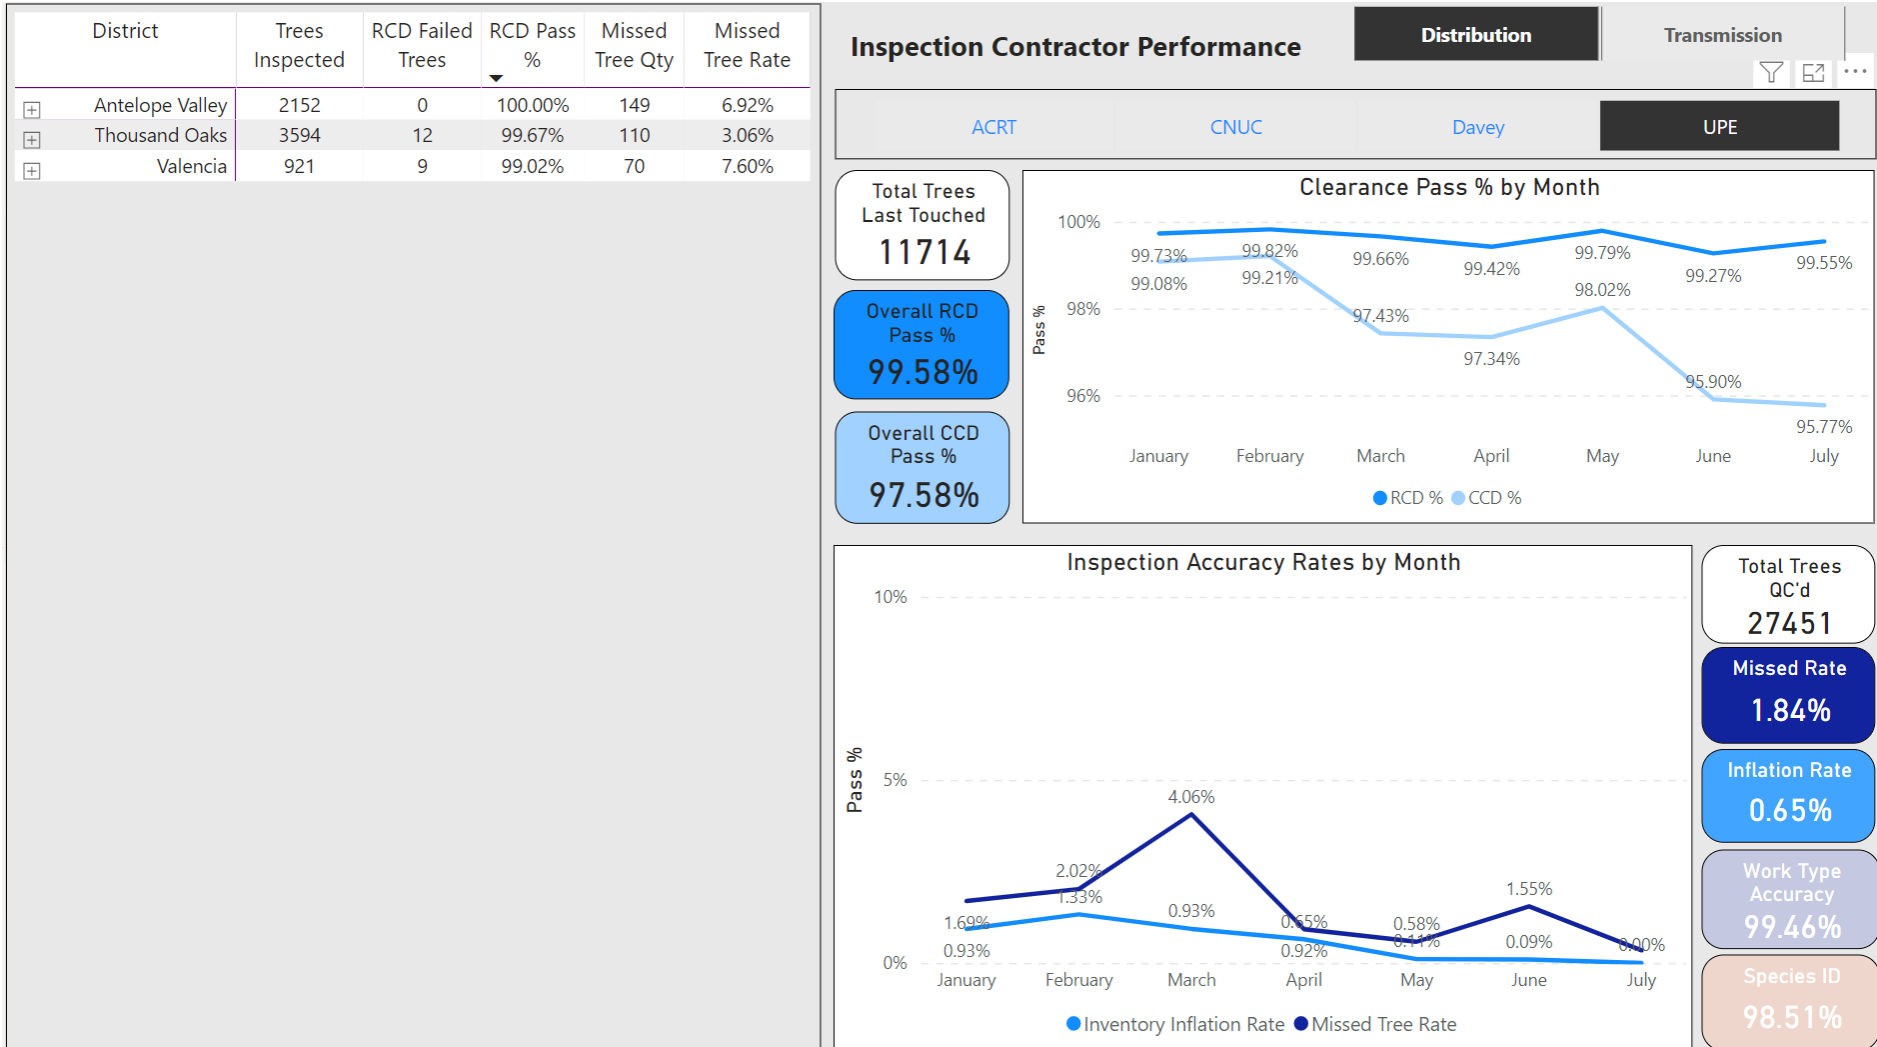 District Trees Inspected RCD Failed Trees RCD Pass % Missed Tree Qty Missed Tree Rate
Antelope Valley 2152 0 100.00% 149 6.92%
Thousand Oaks 3594 12 99.67% 110 3.06%
Valencia 921 9 99.02% 70 7.60%
Inspection Contractor Performance
Distribution Transmission
ACRT CNUC Davey UPE
Total Trees
Last Touched
11714
Overall RCD
Pass %
99.58%
Overall CCD
Pass %
97.58%
Clearance Pass % by Month
Pass %
100%
98%
96%
99.73% 99.82% 99.66% 99.42% 99.79% 99.27% 99.55%
99.08% 99.21% 97.43% 97.34% 98.02% 95.90% 95.77%
January February March April May June July
RCD % CCD %
Inspection Accuracy Rates by Month
Pass %
10%
5%
0%
1.69% 2.02% 4.06% 0.65% 0.58% 1.55% 0.00%
0.93% 1.33% 0.93% 0.92% 0.11% 0.09%
January February March April May June July
Inventory Inflation Rate Missed Tree Rate
Total Trees
QC'd
27451
Missed Rate
1.84%
Inflation Rate
0.65%
Work Type
Accuracy
99.46%
Species ID
98.51%